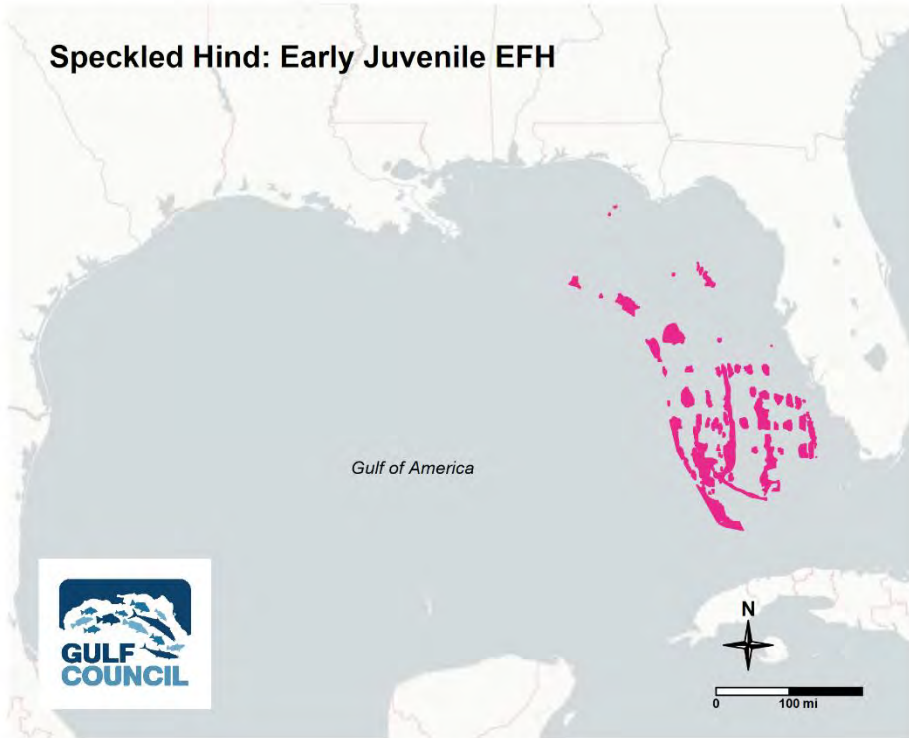 Speckled Hind: Early Juvenile EFH
Gulf of America
GULF
COUNCIL
N
0 100 mi